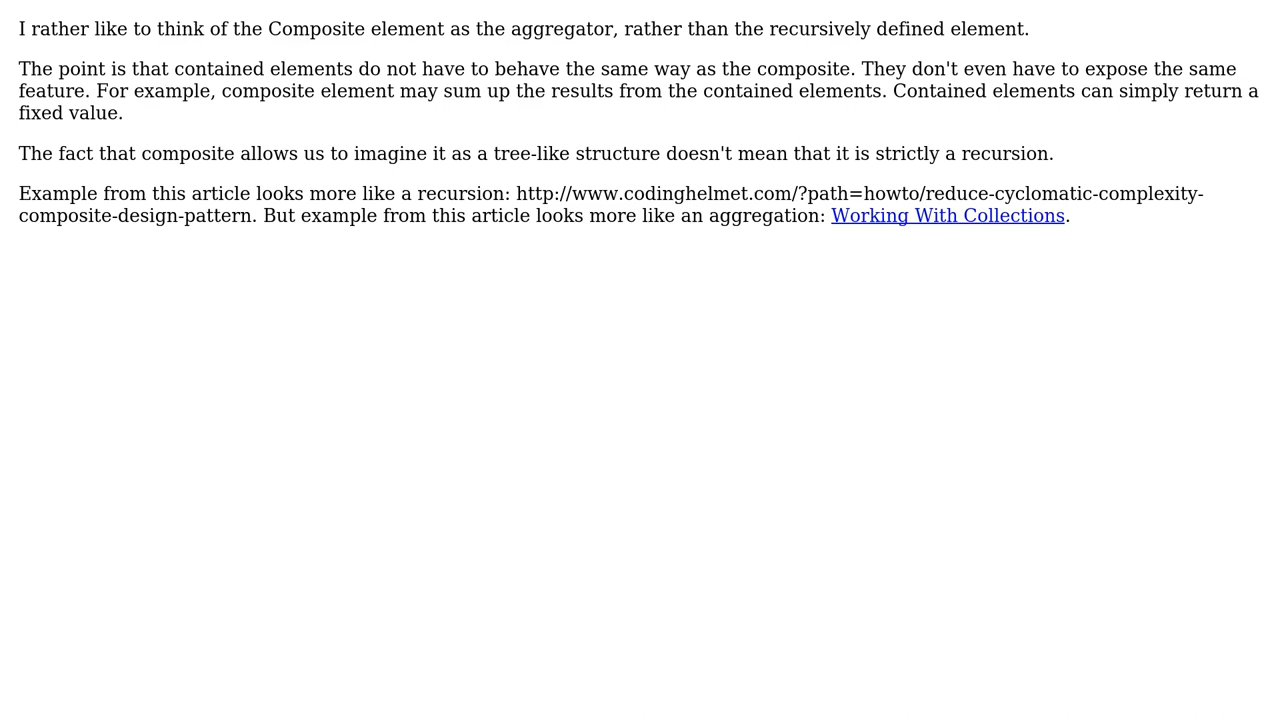 I rather like to think of the Composite element as the aggregator, rather than the recursively defined element.
The point is that contained elements do not have to behave the same way as the composite. They don't even have to expose the same
feature. For example, composite element may sum up the results from the contained elements. Contained elements can simply return a
fixed value.
The fact that composite allows us to imagine it as a tree-like structure doesn't mean that it is strictly a recursion.
Example from this article looks more like a recursion: http://www.codinghelmet.com/?path=howto/reduce-cyclomatic-complexity-
composite-design-pattern. But example from this article looks more like an aggregation: Working With Collections.